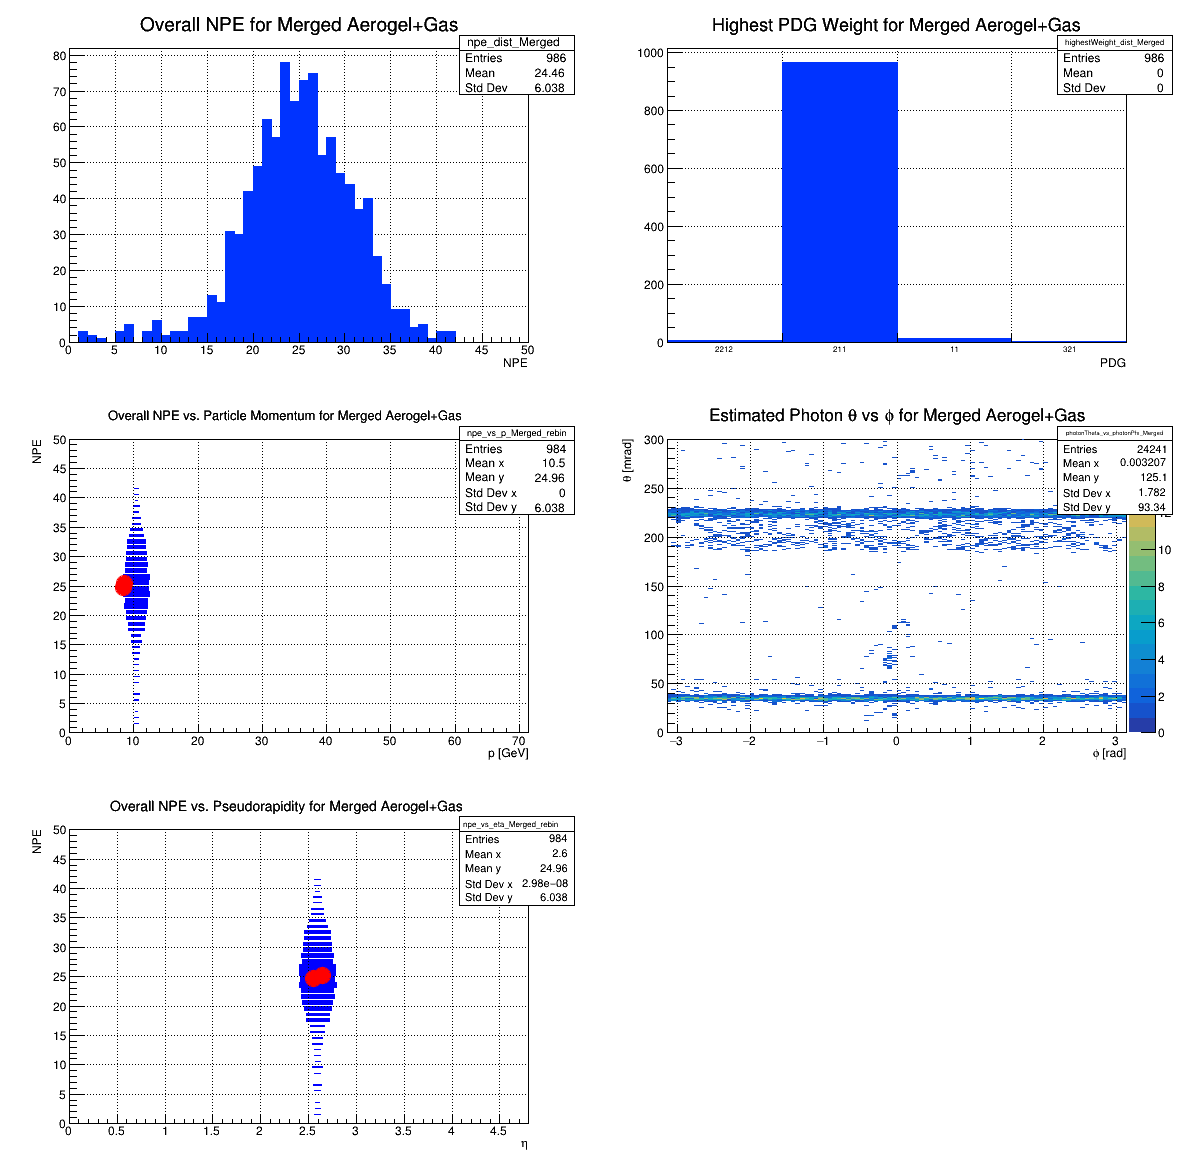 Overall NPE for Merged Aerogel+Gas
npe_dist_Merged
Entries 986
Mean 24.46
Std Dev 6.038
80
70
60
50
40
30
20
10
0
0 5 10 15 20 25 30 35 40 45 50
NPE
Highest PDG Weight for Merged Aerogel+Gas
highestWeight_dist_Merged
Entries 986
Mean 0
Std Dev 0
1000
800
600
400
200
0
2212 211 11 321
PDG
Overall NPE vs. Particle Momentum for Merged Aerogel+Gas
npe_vs_p_Merged_rebin
Entries 984
Mean x 10.5
Mean y 24.96
Std Dev x 0
Std Dev y 6.038
NPE
50
45
40
35
30
25
20
15
10
5
0
0 10 20 30 40 50 60 70
p [GeV]
Estimated Photon θ vs ϕ for Merged Aerogel+Gas
photonTheta_vs_photonPhi_Merged
Entries 24241
Mean x 0.003207
Mean y 125.1
Std Dev x 1.782
Std Dev y 93.34
θ [mrad]
300
250
200
150
100
50
0
−3 −2 −1 0 1 2 3
ϕ [rad]
12
10
8
6
4
2
0
Overall NPE vs. Pseudorapidity for Merged Aerogel+Gas
npe_vs_eta_Merged_rebin
Entries 984
Mean x 2.6
Mean y 24.96
Std Dev x 2.98e−08
Std Dev y 6.038
NPE
50
45
40
35
30
25
20
15
10
5
0
0 0.5 1 1.5 2 2.5 3 3.5 4 4.5
η